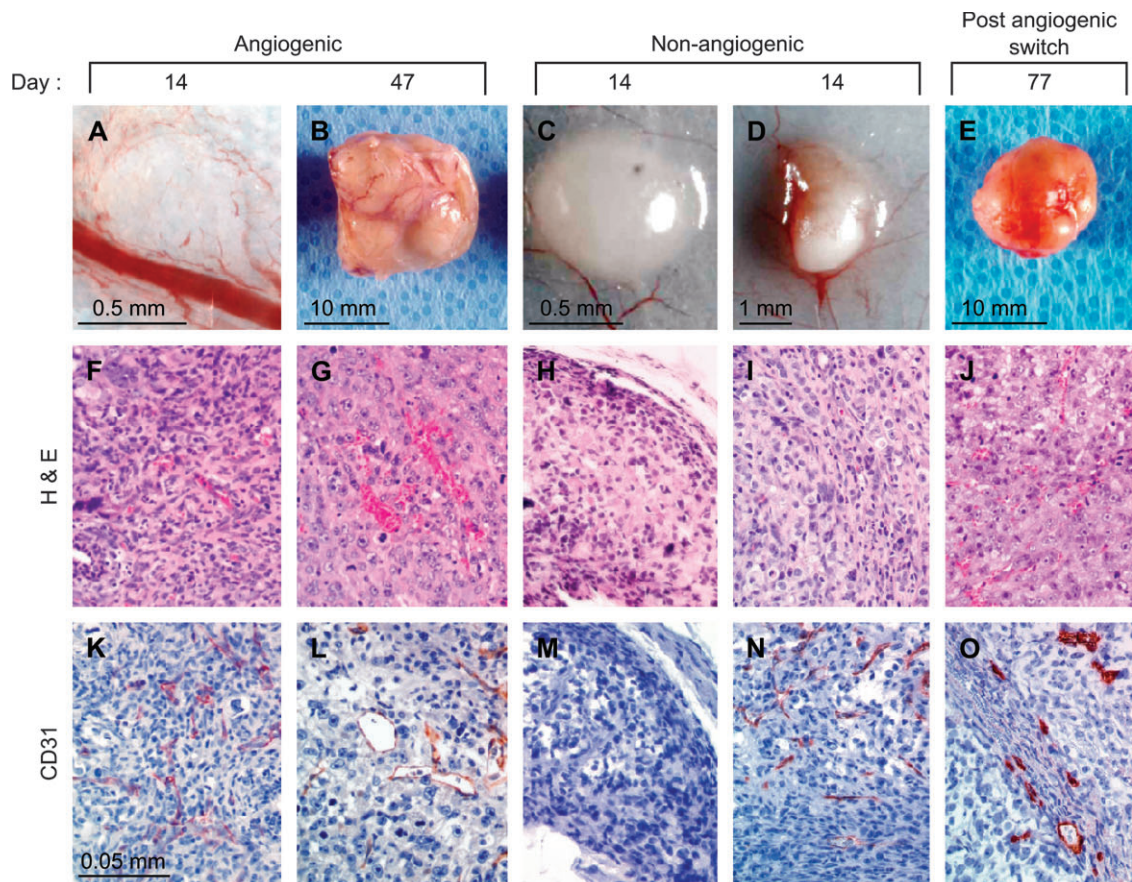 Angiogenic
Non-angiogenic
Post angiogenic
switch
Day :
14
47
14
14
77
A
B
C
D
E
0.5 mm
10 mm
0.5 mm
1 mm
10 mm
H & E
F
G
H
I
J
CD31
K
L
M
N
O
0.05 mm